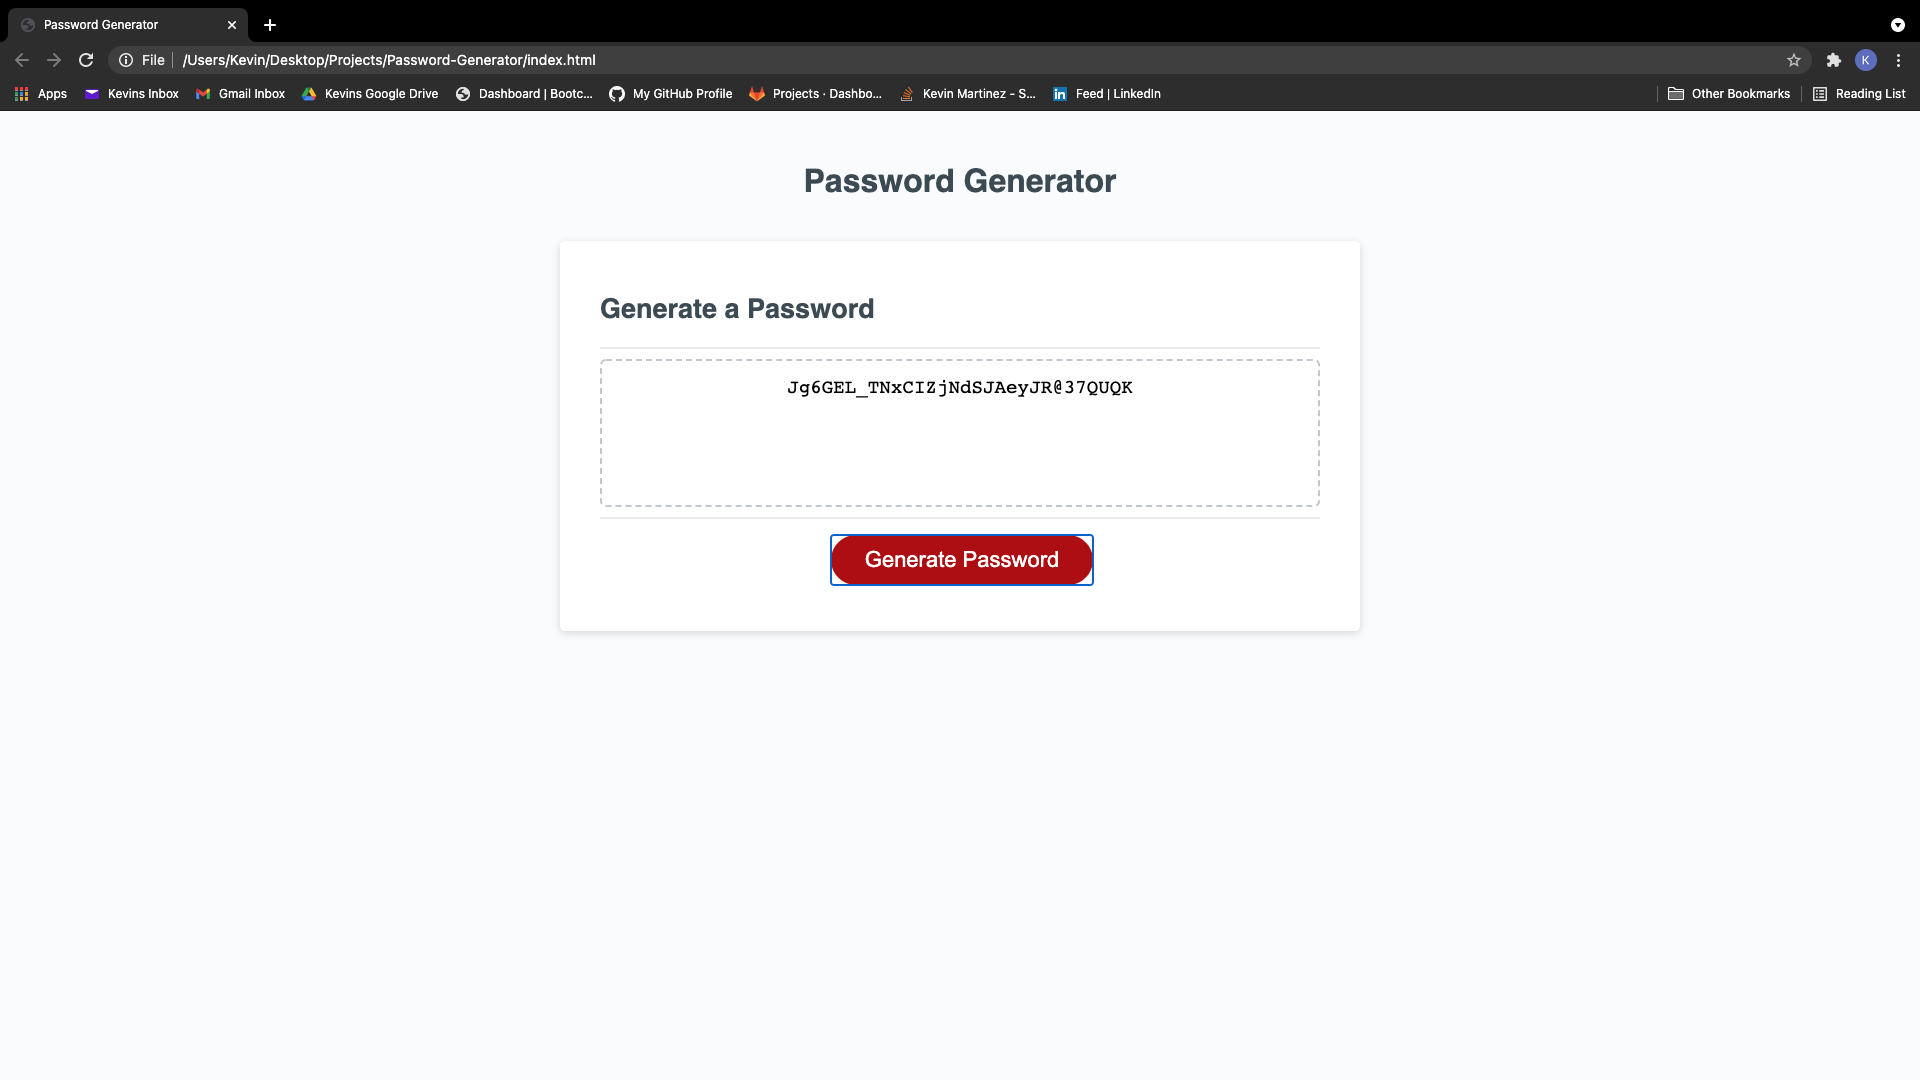 Password Generator
File /Users/Kevin/Desktop/Projects/Password-Generator/index.html
K
Apps Kevins Inbox Gmail Inbox Kevins Google Drive Dashboard | Bootc... My GitHub Profile Projects · Dashbo... Kevin Martinez - S... Feed | LinkedIn Other Bookmarks Reading List
Password Generator
Generate a Password
Jg6GEL_TNxCIZjNdSJAeyJR@37QUQK
Generate Password